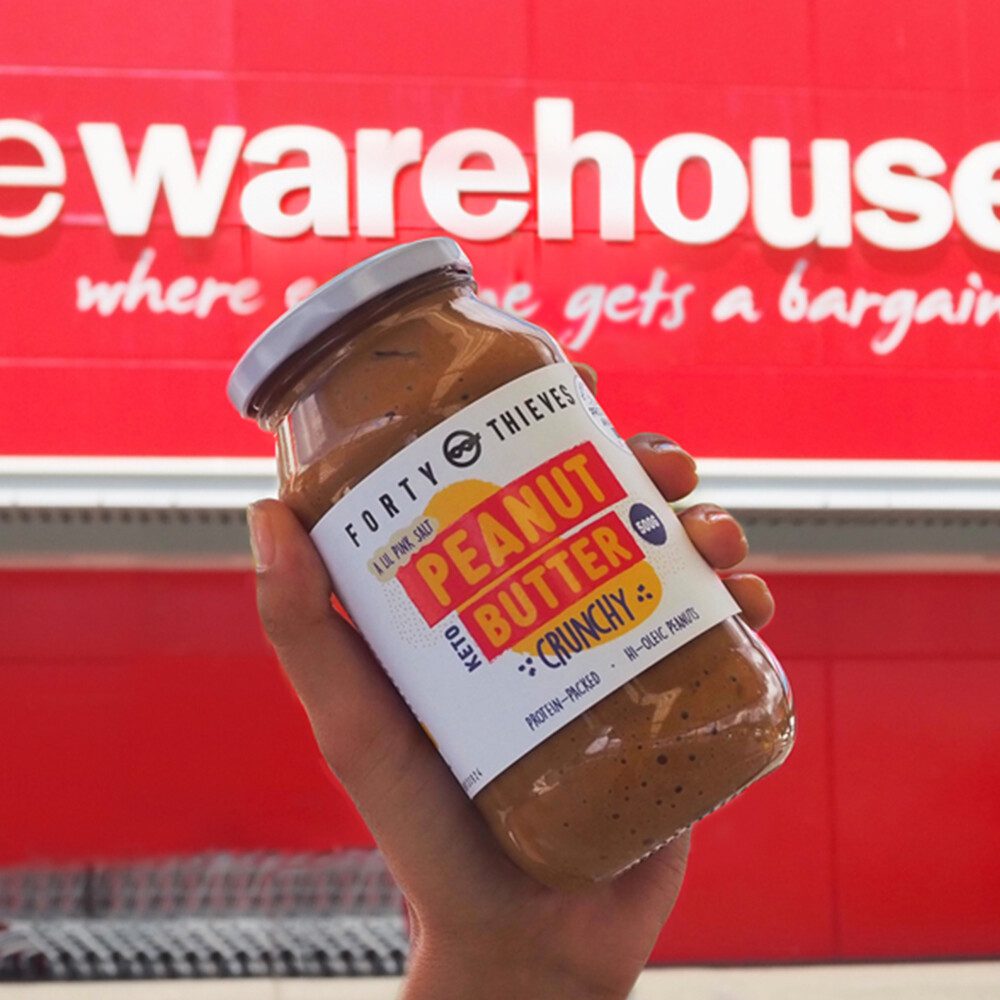 e warehouse
where e ne gets a bargain
FORTY THIEVES
A LIL PINK SALT
PEANUT
BUTTER
500G
KETO
CRUNCHY
PROTEIN-PACKED · HI-OLEIC PEANUTS